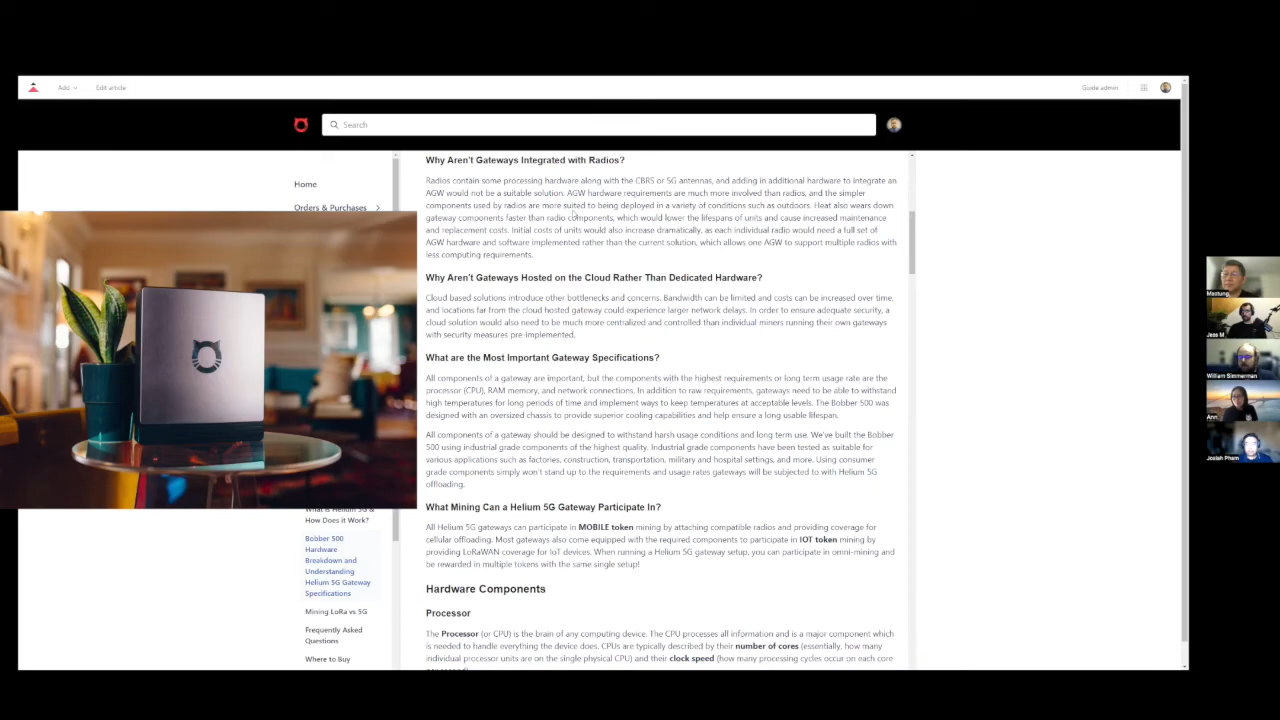 Add
Edit article
Guide admin
Search
Home
Orders & Purchases
What is Helium 5G &
How Does it Work?
Bobber 500
Hardware
Breakdown and
Understanding
Helium 5G Gateway
Specifications
Mining LoRa vs 5G
Frequently Asked
Questions
Where to Buy
Why Aren't Gateways Integrated with Radios?
Radios contain some processing hardware along with the CBRS or 5G antennas, and adding in additional hardware to integrate an
AGW would not be a suitable solution. AGW hardware requirements are much more involved than radios, and the simpler
components used by radios are more suited to being deployed in a variety of conditions such as outdoors. Heat also wears down
gateway components faster than radio components, which would lower the lifespans of units and cause increased maintenance
and replacement costs. Initial costs of units would also increase dramatically, as each individual radio would need a full set of
AGW hardware and software implemented rather than the current solution, which allows one AGW to support multiple radios with
less computing requirements.
Why Aren't Gateways Hosted on the Cloud Rather Than Dedicated Hardware?
Cloud based solutions introduce other bottlenecks and concerns. Bandwidth can be limited and costs can be increased over time,
and locations far from the cloud hosted gateway could experience larger network delays. In order to ensure adequate security, a
cloud solution would also need to be much more centralized and controlled than individual miners running their own gateways
with security measures pre-implemented.
What are the Most Important Gateway Specifications?
All components of a gateway are important, but the components with the highest requirements or long term usage rate are the
processor (CPU), RAM memory, and network connections. In addition to raw requirements, gateways need to be able to withstand
high temperatures for long periods of time and implement ways to keep temperatures at acceptable levels. The Bobber 500 was
designed with an oversized chassis to provide superior cooling capabilities and help ensure a long usable lifespan.
All components of a gateway should be designed to withstand harsh usage conditions and long term use. We've built the Bobber
500 using industrial grade components of the highest quality. Industrial grade components have been tested as suitable for
various applications such as factories, construction, transportation, military and hospital settings, and more. Using consumer
grade components simply won't stand up to the requirements and usage rates gateways will be subjected to with Helium 5G
offloading.
What Mining Can a Helium 5G Gateway Participate In?
All Helium 5G gateways can participate in MOBILE token mining by attaching compatible radios and providing coverage for
cellular offloading. Most gateways also come equipped with the required components to participate in IOT token mining by
providing LoRaWAN coverage for IoT devices. When running a Helium 5G gateway setup, you can participate in omni-mining and
be rewarded in multiple tokens with the same single setup!
Hardware Components
Processor
The Processor (or CPU) is the brain of any computing device. The CPU processes all information and is a major component which
is needed to handle everything the device does. CPUs are typically described by their number of cores (essentially, how many
individual processor units are on the single physical CPU) and their clock speed (how many processing cycles occur on each core
Maotung
Jess M
William Simmerman
Ann
Josiah Pham